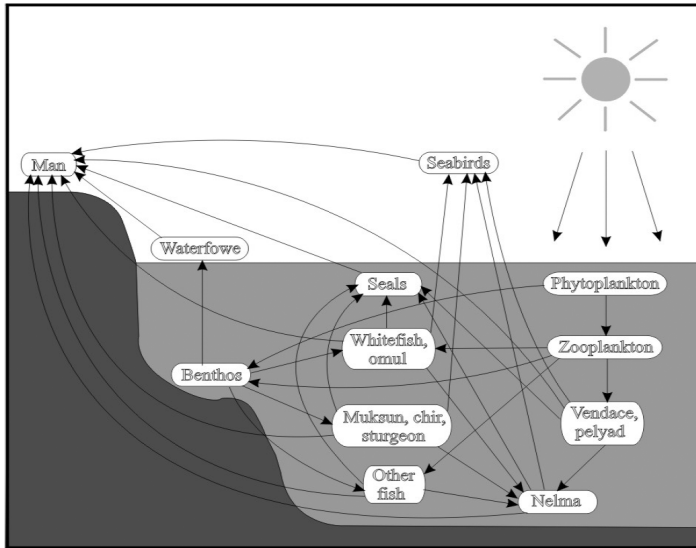 Man
Seabirds
Waterfowe
Seals
Phytoplankton
Whitefish,
omul
Zooplankton
Benthos
Muksun, chir,
sturgeon
Vendace,
pelyad
Other
fish
Nelma